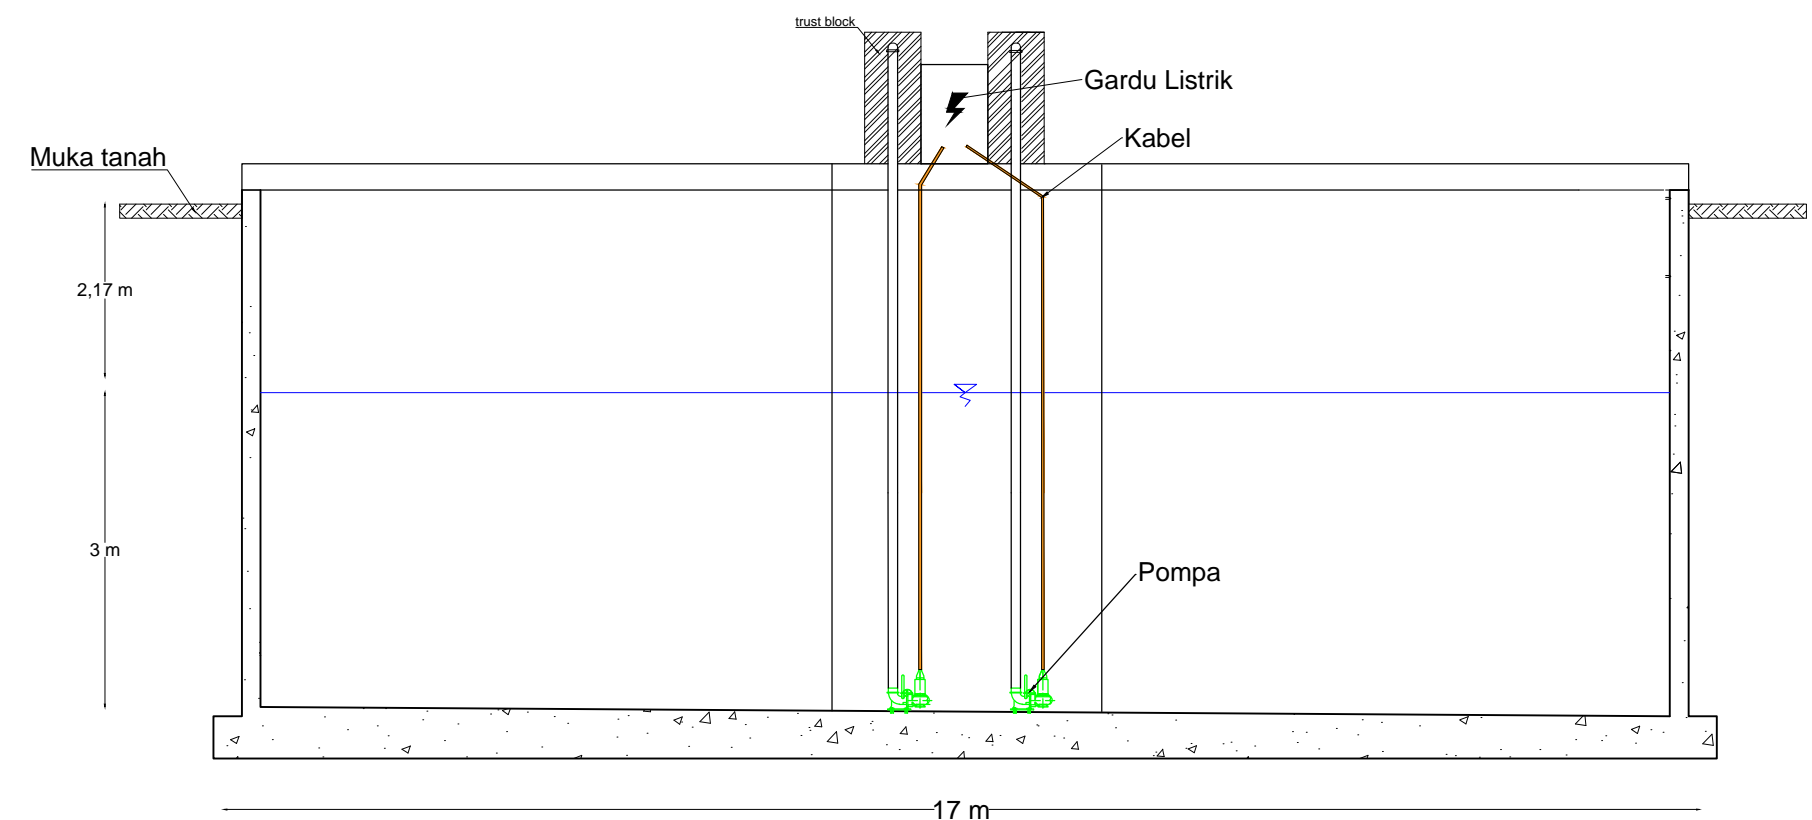 trust block
Gardu Listrik
Kabel
Muka tanah
2,17 m
3 m
Pompa
17 m